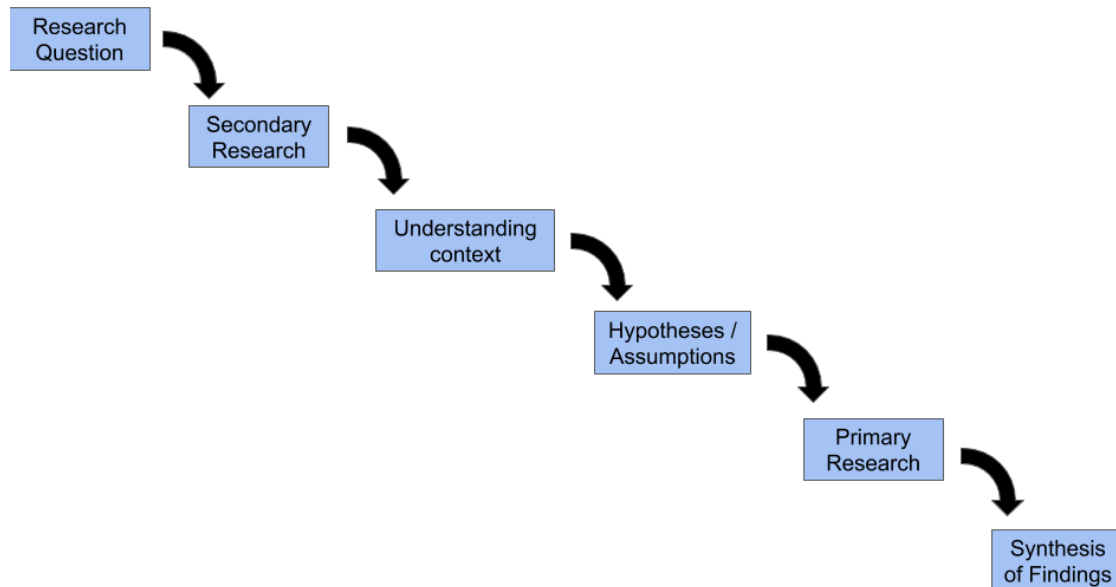 Research
Question
Secondary
Research
Understanding
context
Hypotheses /
Assumptions
Primary
Research
Synthesis
of Findings